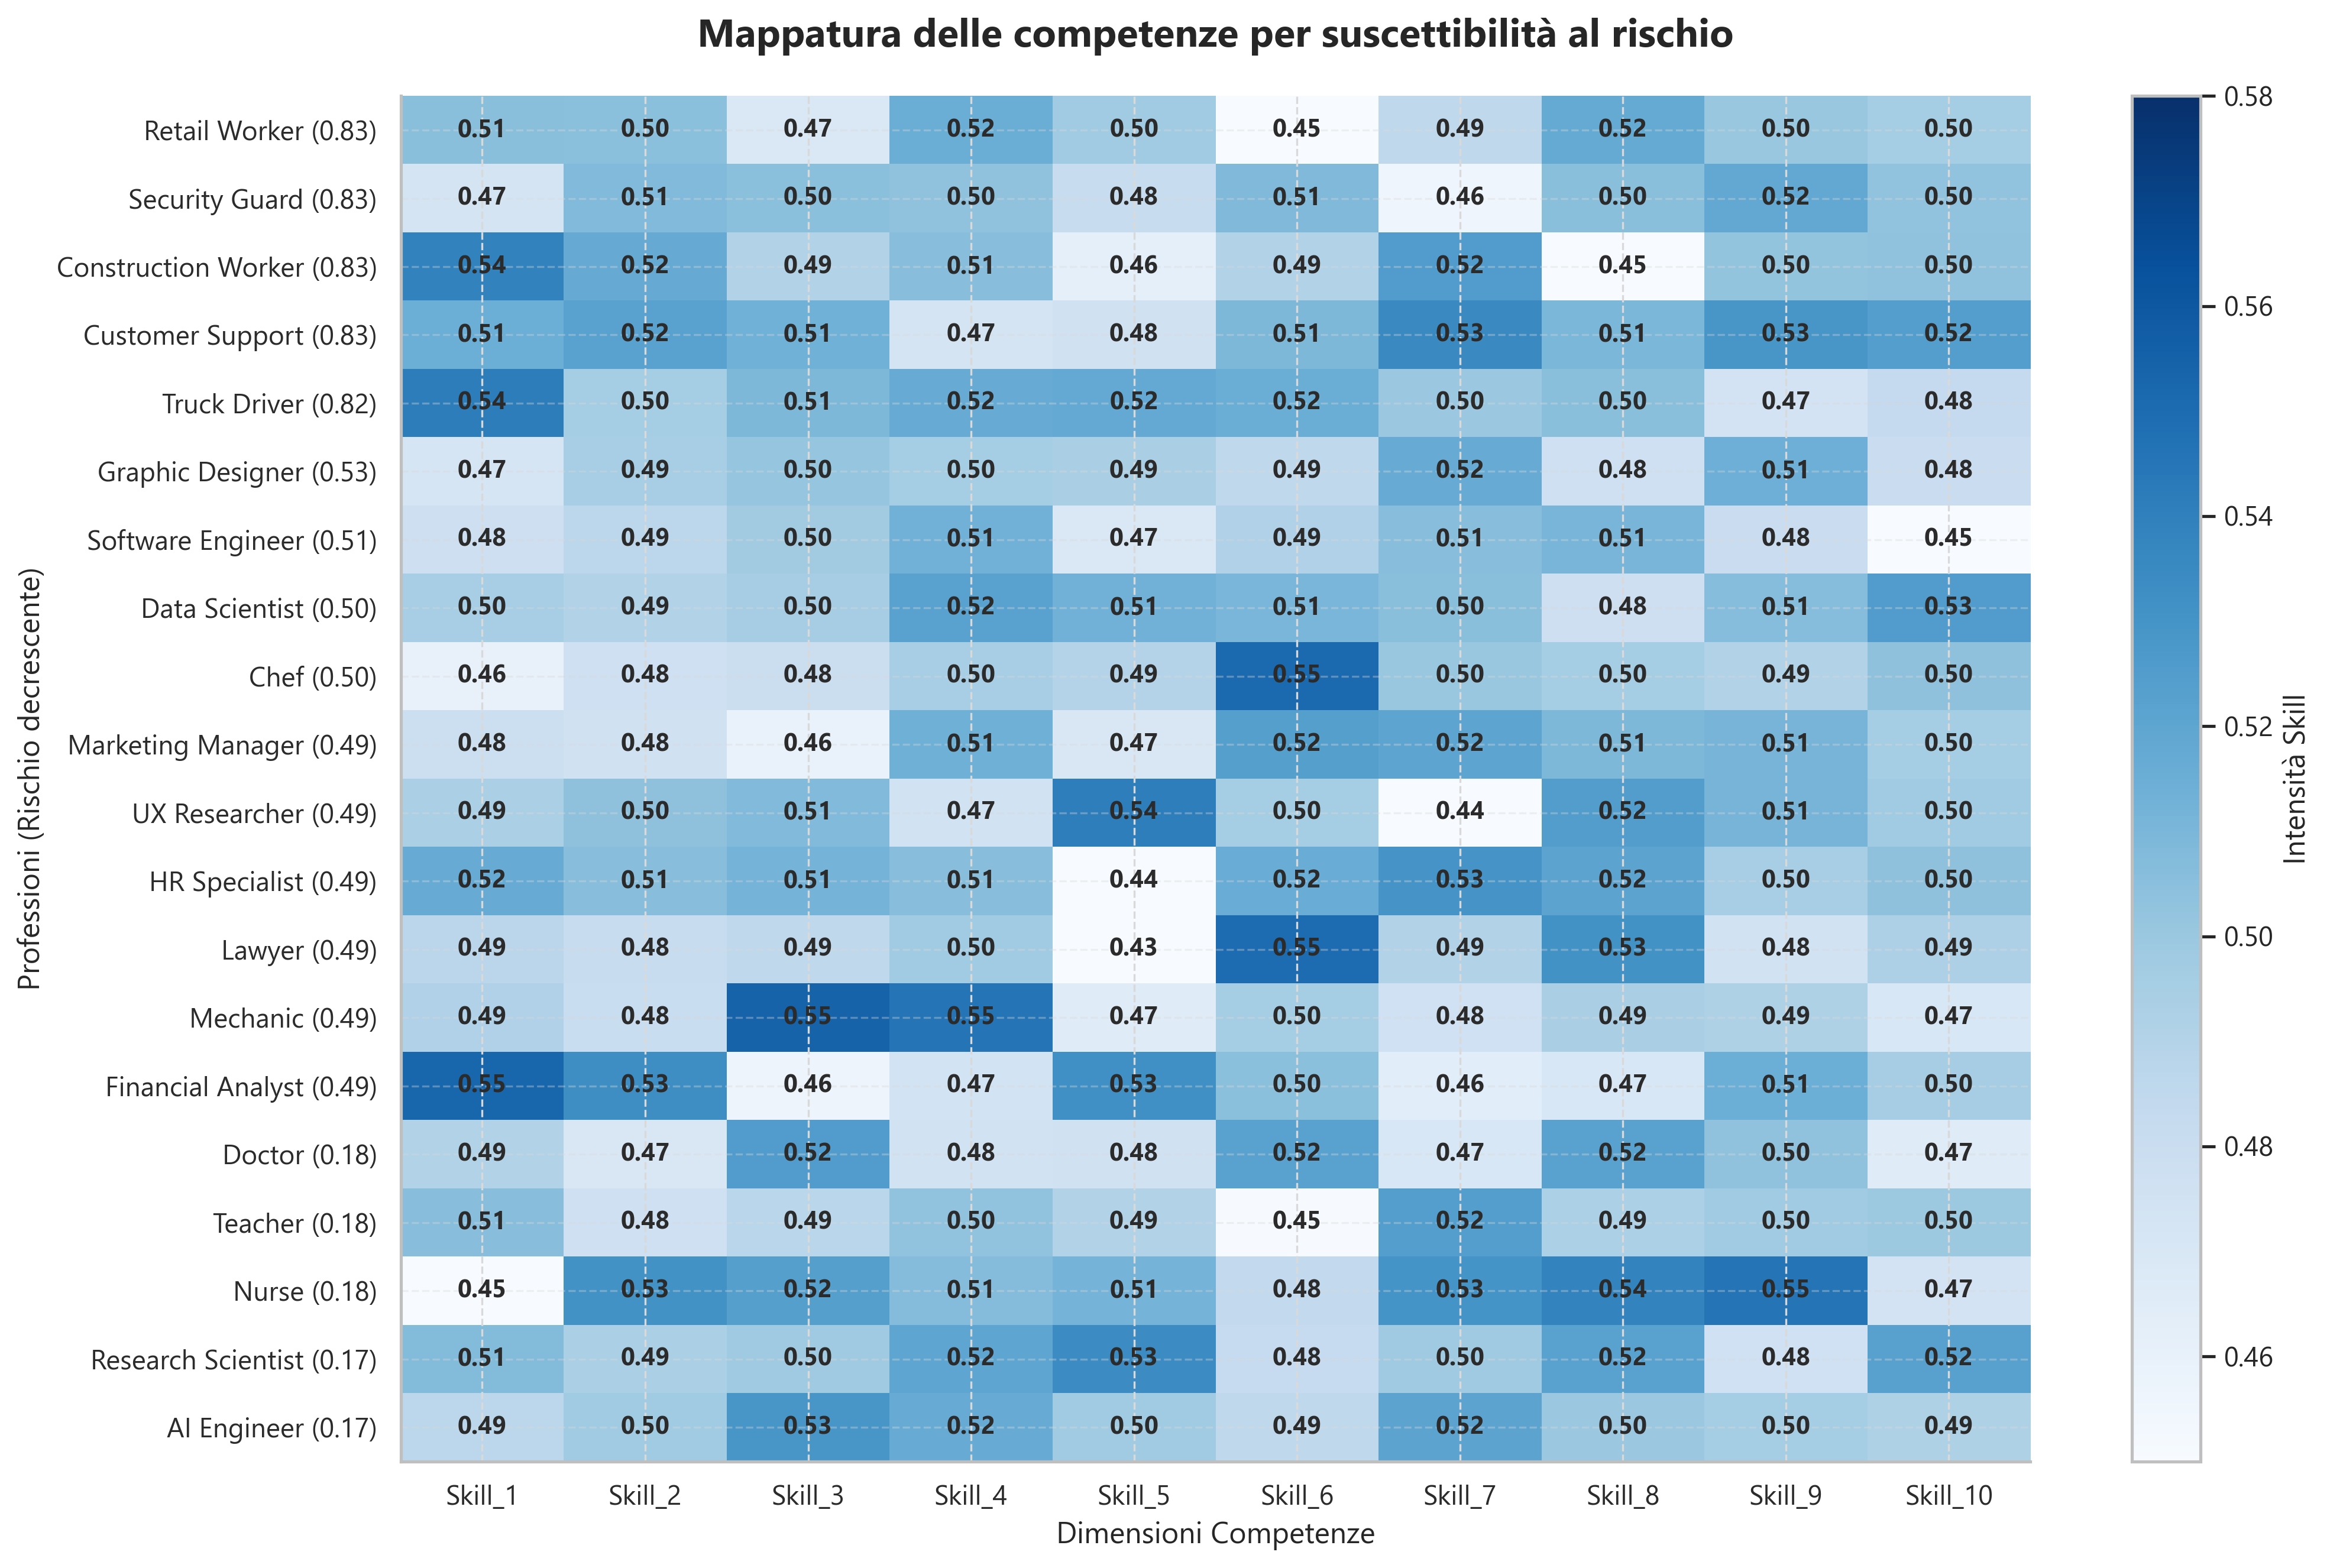 Mappatura delle competenze per suscettibilità al rischio
Professioni (Rischio decrescente)
Retail Worker (0.83) 0.51 0.50 0.47 0.52 0.50 0.45 0.49 0.52 0.50 0.50
Security Guard (0.83) 0.47 0.51 0.50 0.50 0.48 0.51 0.46 0.50 0.52 0.50
Construction Worker (0.83) 0.54 0.52 0.49 0.51 0.46 0.49 0.52 0.45 0.50 0.50
Customer Support (0.83) 0.51 0.52 0.51 0.47 0.48 0.51 0.53 0.51 0.53 0.52
Truck Driver (0.82) 0.54 0.50 0.51 0.52 0.52 0.52 0.50 0.50 0.47 0.48
Graphic Designer (0.53) 0.47 0.49 0.50 0.50 0.49 0.49 0.52 0.48 0.51 0.48
Software Engineer (0.51) 0.48 0.49 0.50 0.51 0.47 0.49 0.51 0.51 0.48 0.45
Data Scientist (0.50) 0.50 0.49 0.50 0.52 0.51 0.51 0.50 0.48 0.51 0.53
Chef (0.50) 0.46 0.48 0.48 0.50 0.49 0.55 0.50 0.50 0.49 0.50
Marketing Manager (0.49) 0.48 0.48 0.46 0.51 0.47 0.52 0.52 0.51 0.51 0.50
UX Researcher (0.49) 0.49 0.50 0.51 0.47 0.54 0.50 0.44 0.52 0.51 0.50
HR Specialist (0.49) 0.52 0.51 0.51 0.51 0.44 0.52 0.53 0.52 0.50 0.50
Lawyer (0.49) 0.49 0.48 0.49 0.50 0.43 0.55 0.49 0.53 0.48 0.49
Mechanic (0.49) 0.49 0.48 0.55 0.55 0.47 0.50 0.48 0.49 0.49 0.47
Financial Analyst (0.49) 0.55 0.53 0.46 0.47 0.53 0.50 0.46 0.47 0.51 0.50
Doctor (0.18) 0.49 0.47 0.52 0.48 0.48 0.52 0.47 0.52 0.50 0.47
Teacher (0.18) 0.51 0.48 0.49 0.50 0.49 0.45 0.52 0.49 0.50 0.50
Nurse (0.18) 0.45 0.53 0.52 0.51 0.51 0.48 0.53 0.54 0.55 0.47
Research Scientist (0.17) 0.51 0.49 0.50 0.52 0.53 0.48 0.50 0.52 0.48 0.52
AI Engineer (0.17) 0.49 0.50 0.53 0.52 0.50 0.49 0.52 0.50 0.50 0.49
Skill_1 Skill_2 Skill_3 Skill_4 Skill_5 Skill_6 Skill_7 Skill_8 Skill_9 Skill_10
Dimensioni Competenze
0.58
0.56
0.54
0.52
0.50
0.48
0.46
Intensità Skill